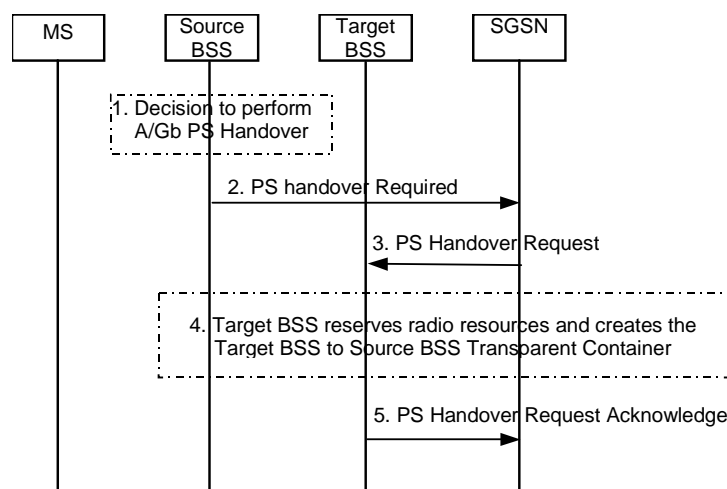 MS
Source
BSS
Target
BSS
SGSN
1. Decision to perform
A/Gb PS Handover
2. PS handover Required
3. PS Handover Request
4. Target BSS reserves radio resources and creates the
Target BSS to Source BSS Transparent Container
5. PS Handover Request Acknowledge